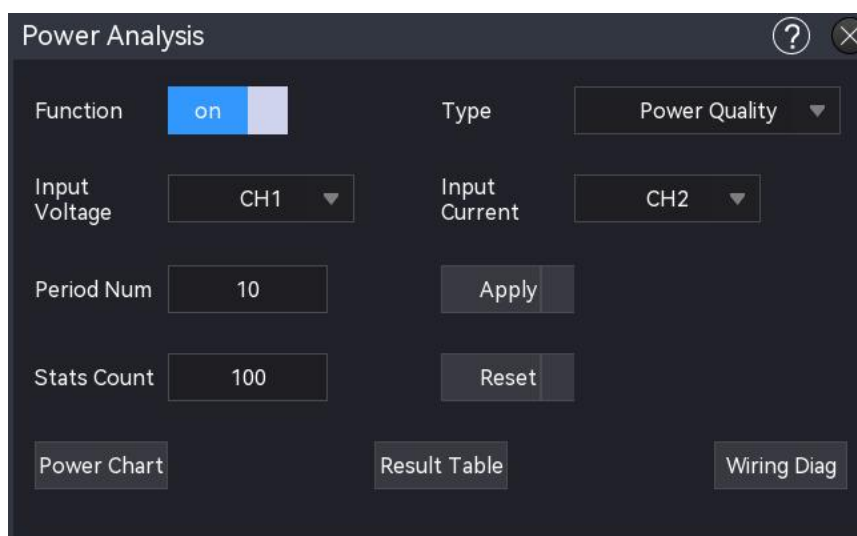 Power Analysis ?
Function on Type Power Quality
Input Voltage CH1 Input Current CH2
Period Num 10 Apply
Stats Count 100 Reset
Power Chart Result Table Wiring Diag